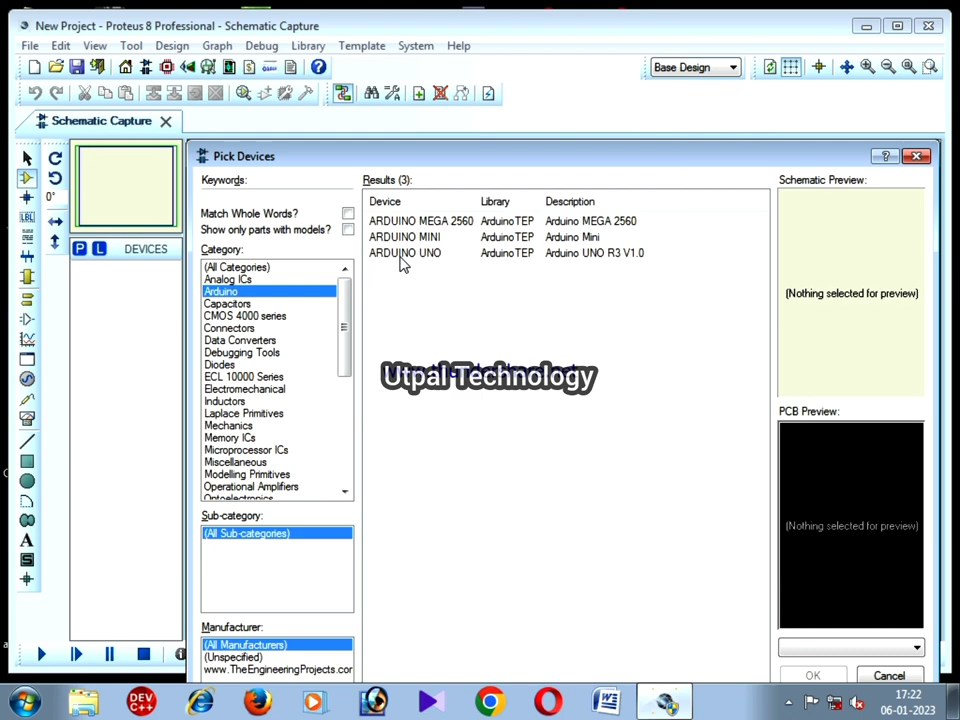 New Project - Proteus 8 Professional - Schematic Capture
File Edit View Tool Design Graph Debug Library Template System Help
Base Design
Schematic Capture
Pick Devices
Keywords:
Results (3):
Schematic Preview:
Device Library Description
Match Whole Words?
ARDUINO MEGA 2560 ArduinoTEP Arduino MEGA 2560
Show only parts with models?
ARDUINO MINI ArduinoTEP Arduino Mini
ARDUINO UNO ArduinoTEP Arduino UNO R3 V1.0
0°
LBL
P L DEVICES
Category:
(All Categories)
Analog ICs
Arduino
Capacitors
CMOS 4000 series
Connectors
Data Converters
Debugging Tools
Diodes
ECL 10000 Series
Electromechanical
Inductors
Laplace Primitives
Mechanics
Memory ICs
Microprocessor ICs
Miscellaneous
Modelling Primitives
Operational Amplifiers
Optoelectronics
(Nothing selected for preview)
Utpal Technology
PCB Preview:
(Nothing selected for preview)
Sub-category:
(All Sub-categories)
Manufacturer:
(All Manufacturers)
(Unspecified)
www.TheEngineeringProjects.cor
A
S
OK
Cancel
DEV
C++
17:22
06-01-2023